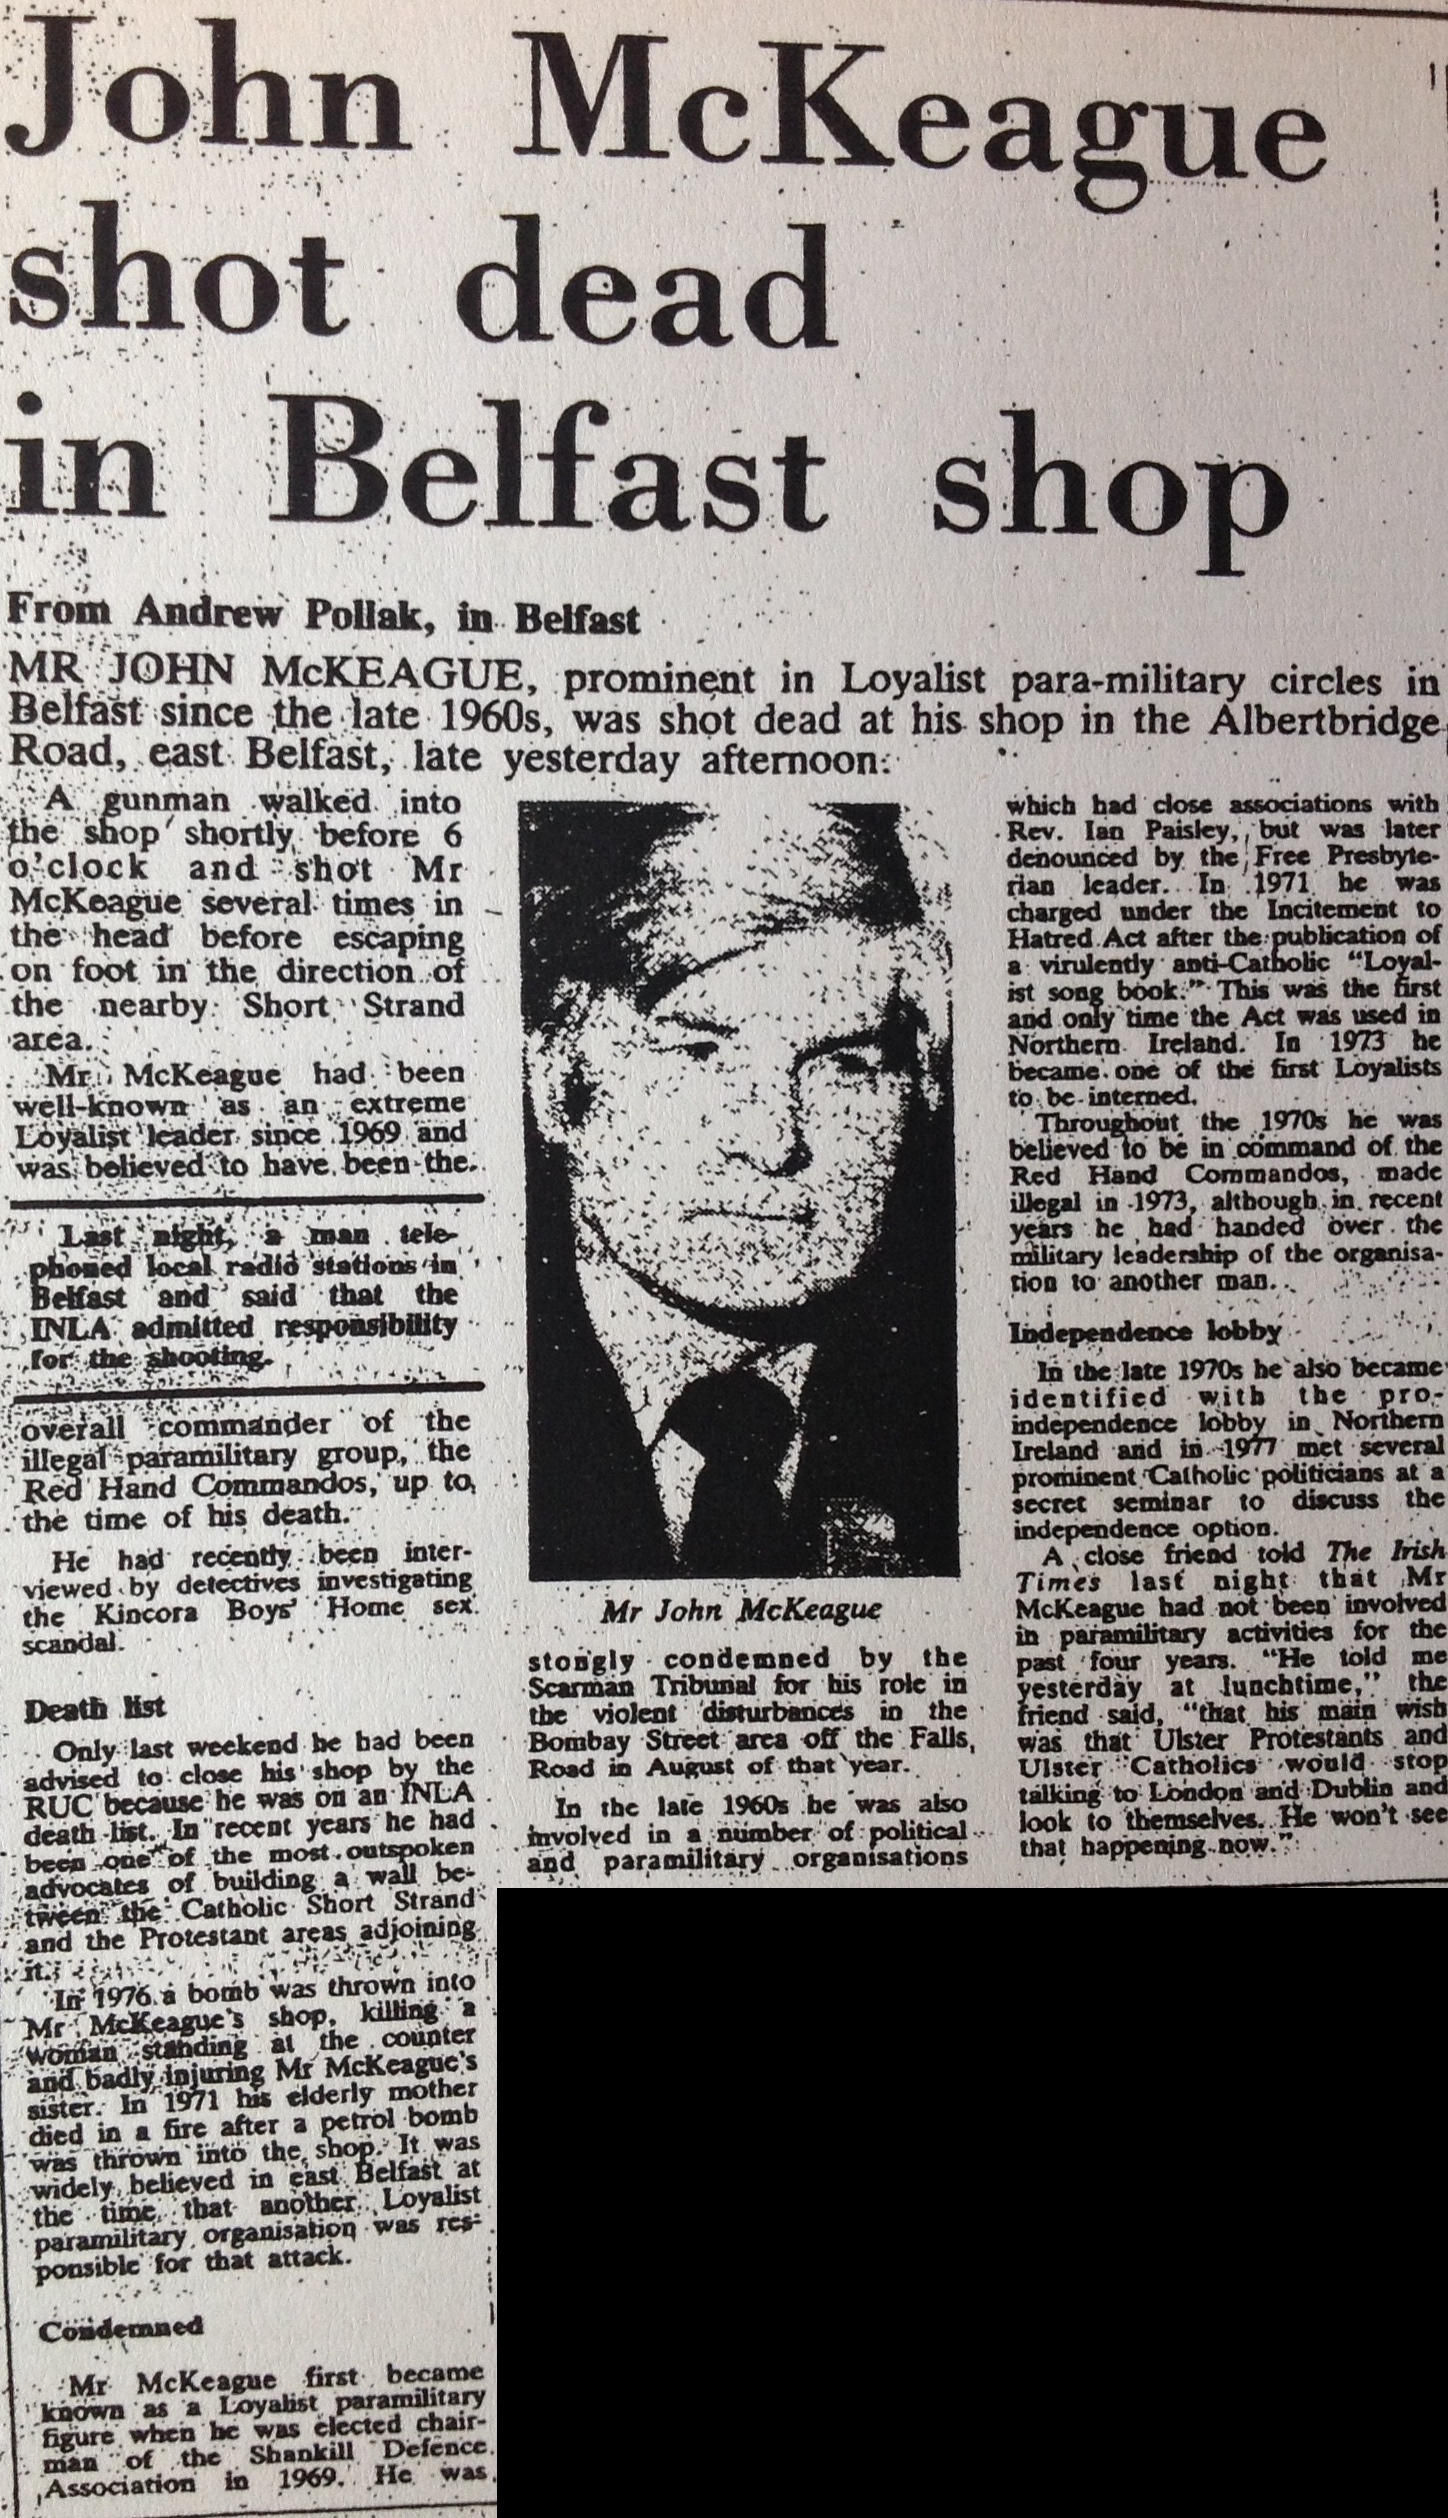 John McKeague
shot dead
in Belfast shop
From Andrew Pollak, in Belfast
MR JOHN McKEAGUE, prominent in Loyalist para-military circles in
Belfast since the late 1960s, was shot dead at his shop in the Albertbridge
Road, east Belfast, late yesterday afternoon.
A gunman walked into
the shop shortly before 6
o'clock and shot Mr
McKeague several times in
the head before escaping
on foot in the direction of
the nearby Short Strand
area.
Mr McKeague had been
well-known as an extreme
Loyalist leader since 1969 and
was believed to have been the
Last night, a man tele-
phoned local radio stations in
Belfast and said that the
INLA admitted responsibility
for the shooting.
overall commander of the
illegal paramilitary group, the
Red Hand Commandos, up to
the time of his death.
He had recently been inter-
viewed by detectives investigating
the Kincora Boys' Home sex
scandal.
Death list
Only last weekend he had been
advised to close his shop by the
RUC because he was on an INLA
death list. In recent years he had
been one of the most outspoken
advocates of building a wall be-
tween the Catholic Short Strand
and the Protestant areas adjoining
it.
In 1976 a bomb was thrown into
Mr McKeague's shop, killing a
woman standing at the counter
and badly injuring Mr McKeague's
sister. In 1971 his elderly mother
died in a fire after a petrol bomb
was thrown into the shop. It was
widely believed in east Belfast at
the time that another Loyalist
paramilitary organisation was res-
ponsible for that attack.
Condemned
Mr McKeague first became
known as a Loyalist paramilitary
figure when he was elected chair-
man of the Shankill Defence
Association in 1969. He was
Mr John McKeague
stongly condemned by the
Scarman Tribunal for his role in
the violent disturbances in the
Bombay Street area off the Falls
Road in August of that year.
In the late 1960s he was also
involved in a number of political
and paramilitary organisations
which had close associations with
Rev. Ian Paisley, but was later
denounced by the Free Presbyte-
rian leader. In 1971 he was
charged under the Incitement to
Hatred Act after the publication of
a virulently anti-Catholic "Loyal-
ist song book." This was the first
and only time the Act was used in
Northern Ireland. In 1973 he
became one of the first Loyalists
to be interned.
Throughout the 1970s he was
believed to be in command of the
Red Hand Commandos, made
illegal in 1973, although in recent
years he had handed over the
military leadership of the organisa-
tion to another man.
Independence lobby
In the late 1970s he also became
identified with the pro-
independence lobby in Northern
Ireland and in 1977 met several
prominent Catholic politicians at a
secret seminar to discuss the
independence option.
A close friend told The Irish
Times last night that Mr
McKeague had not been involved
in paramilitary activities for the
past four years. "He told me
yesterday at lunchtime," the
friend said, "that his main wish
was that Ulster Protestants and
Ulster Catholics would stop
talking to London and Dublin and
look to themselves. He won't see
that happening now."